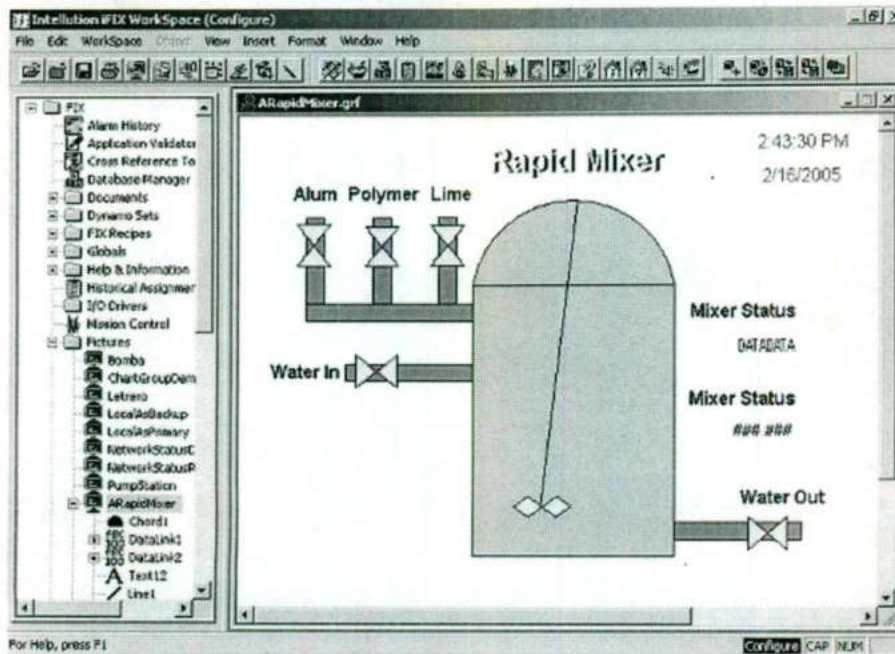 Intellution iFIX WorkSpace (Configure)
File Edit WorkSpace Object View Insert Format Window Help
FIX
Alarm History
Application Validator
Cross Reference To
Database Manager
Documents
Dynamo Sets
FIX Recipes
Globals
Help & Information
Historical Assignmer
I/O Drivers
Mission Control
Pictures
Bomba
ChartGroupDem
Letrero
LocalAsBackup
LocalAsPrimary
NetworkStatusC
NetworkStatusR
PumpStation
ARapidMixer
Chord1
DataLink1
DataLink2
Text12
Line1
ARapidMixer.grf
2:43:30 PM
Rapid Mixer
2/16/2005
Alum Polymer Lime
Mixer Status
DATADATA
Water In
Mixer Status
###.###
Water Out
For Help, press F1
Configure CAP NUM